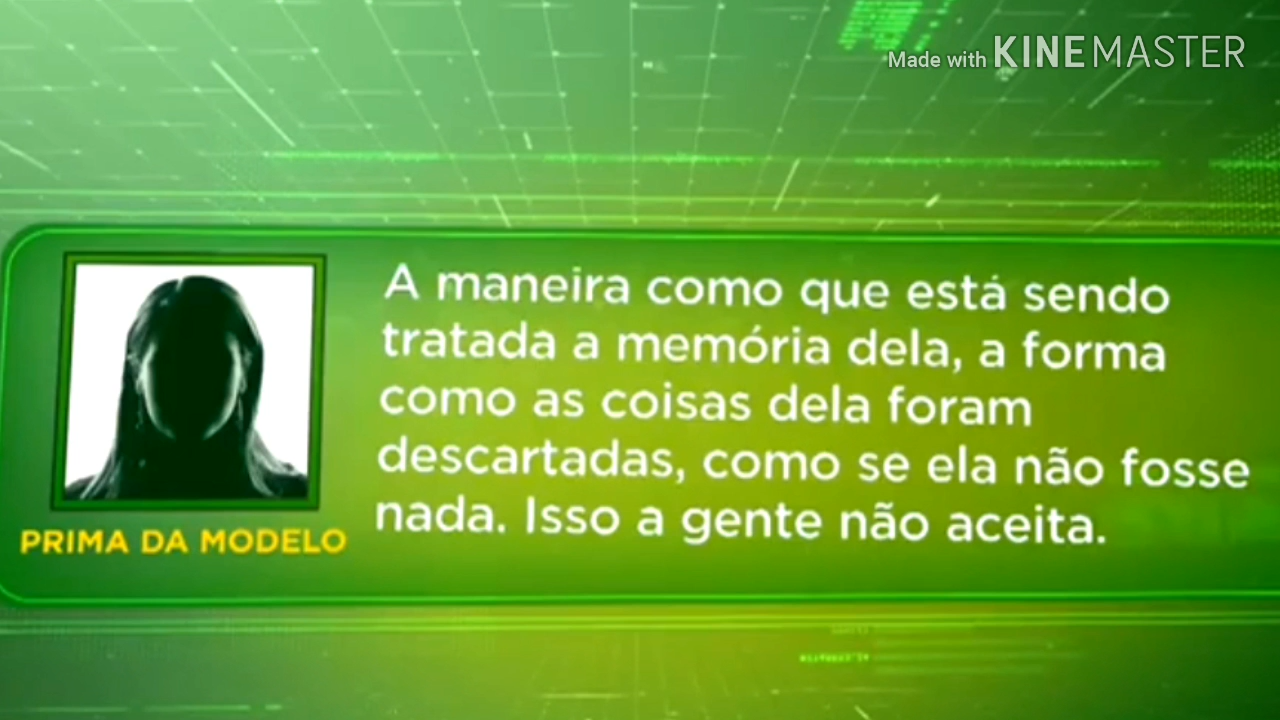 Made with KINEMASTER
A maneira como que está sendo
tratada a memória dela, a forma
como as coisas dela foram
descartadas, como se ela não fosse
nada. Isso a gente não aceita.
PRIMA DA MODELO